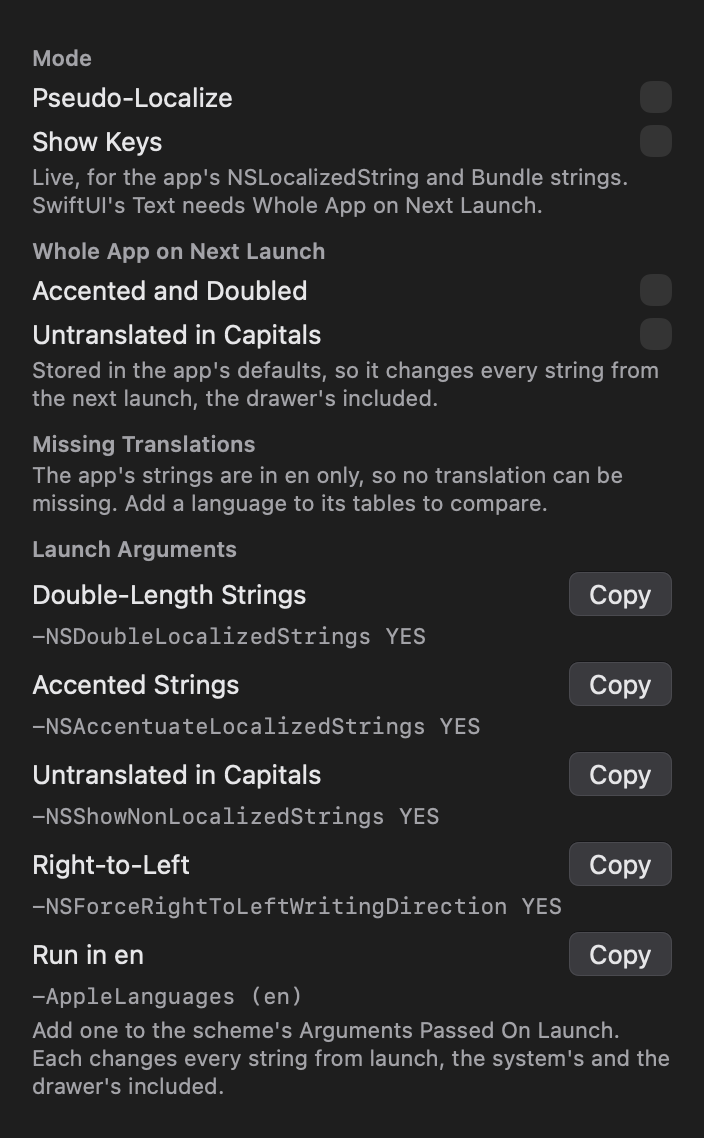 Mode
Pseudo-Localize
Show Keys
Live, for the app's NSLocalizedString and Bundle strings.
SwiftUI's Text needs Whole App on Next Launch.
Whole App on Next Launch
Accented and Doubled
Untranslated in Capitals
Stored in the app's defaults, so it changes every string from
the next launch, the drawer's included.
Missing Translations
The app's strings are in en only, so no translation can be
missing. Add a language to its tables to compare.
Launch Arguments
Double-Length Strings
Copy
-NSDoubleLocalizedStrings YES
Accented Strings
Copy
-NSAccentuateLocalizedStrings YES
Untranslated in Capitals
Copy
-NSShowNonLocalizedStrings YES
Right-to-Left
Copy
-NSForceRightToLeftWritingDirection YES
Run in en
Copy
-AppleLanguages (en)
Add one to the scheme's Arguments Passed On Launch.
Each changes every string from launch, the system's and the
drawer's included.